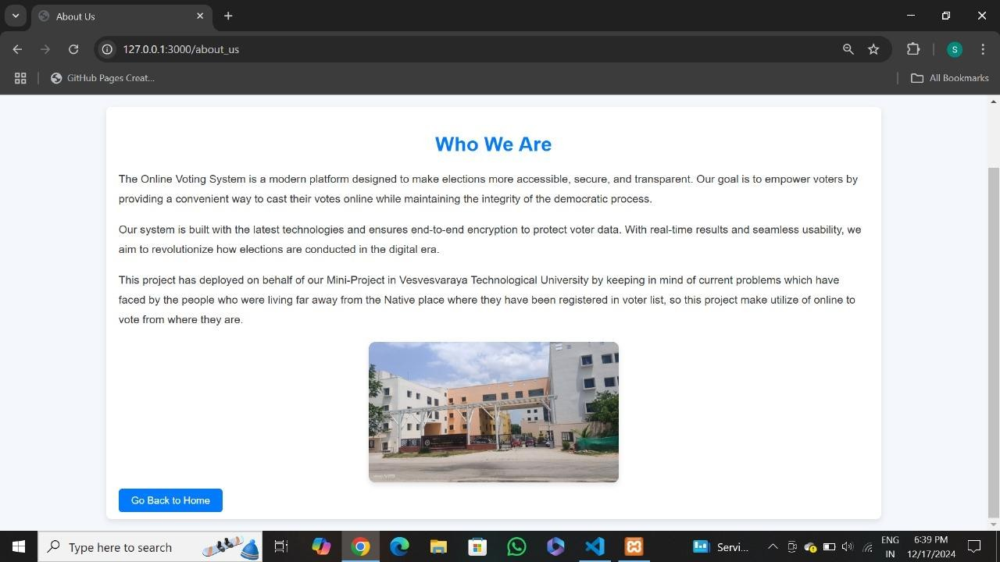 About Us
127.0.0.1:3000/about_us
S
GitHub Pages Creat...
All Bookmarks
Who We Are
The Online Voting System is a modern platform designed to make elections more accessible, secure, and transparent. Our goal is to empower voters by
providing a convenient way to cast their votes online while maintaining the integrity of the democratic process.
Our system is built with the latest technologies and ensures end-to-end encryption to protect voter data. With real-time results and seamless usability, we
aim to revolutionize how elections are conducted in the digital era.
This project has deployed on behalf of our Mini-Project in Vesvesvaraya Technological University by keeping in mind of current problems which have
faced by the people who were living far away from the Native place where they have been registered in voter list, so this project make utilize of online to
vote from where they are.
Go Back to Home
Type here to search
Servi...
ENG
IN
6:39 PM
12/17/2024